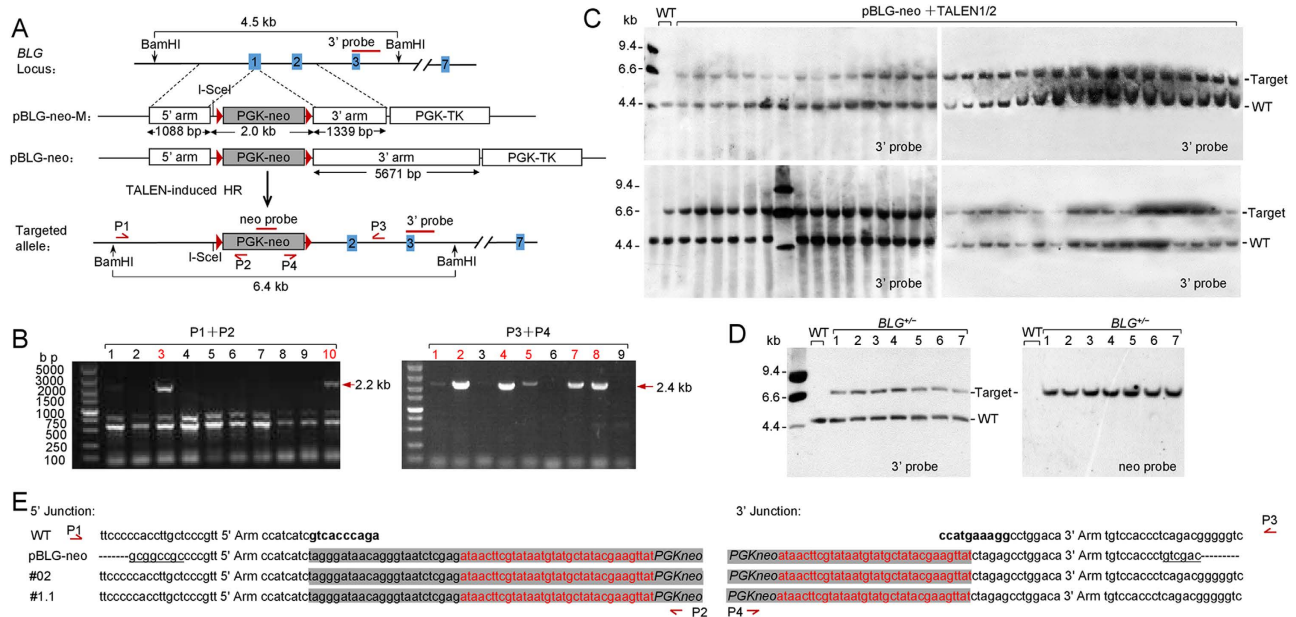 A
4.5 kb
BamHI
3' probe
BamHI
BLG
Locus:
1
2
3
7
I-SceI
pBLG-neo-M:
5' arm
PGK-neo
3' arm
PGK-TK
1088 bp
2.0 kb
1339 bp
pBLG-neo:
5' arm
PGK-neo
3' arm
PGK-TK
5671 bp
TALEN-induced HR
neo probe
P1
P3
3' probe
Targeted
allele:
PGK-neo
2
3
7
I-SceI
BamHI
P2
P4
BamHI
6.4 kb
B
P1+P2
bp
1 2 3 4 5 6 7 8 9 10
5000
3000
2000
1000
750
500
250
100
2.2 kb
P3+P4
1 2 3 4 5 6 7 8 9
2.4 kb
C
kb
WT
pBLG-neo+TALEN1/2
9.4
6.6
4.4
3' probe
3' probe
Target
WT
9.4
6.6
4.4
3' probe
3' probe
Target
WT
D
kb
WT
BLG+/−
1 2 3 4 5 6 7
9.4
6.6
4.4
3' probe
Target
WT
WT
BLG+/−
1 2 3 4 5 6 7
neo probe
E
5' Junction:
WT
P1
ttcccccaccttgctcccgtt 5' Arm ccatcatcgtcacccaga
pBLG-neo
-------gcggccgcccgtt 5' Arm ccatcatctagggataacagggtaatctcgagataacttcgtataatgtatgctatacgaagttatPGKneo
#02
ttcccccaccttgctcccgtt 5' Arm ccatcatctagggataacagggtaatctcgagataacttcgtataatgtatgctatacgaagttatPGKneo
#1.1
ttcccccaccttgctcccgtt 5' Arm ccatcatctagggataacagggtaatctcgagataacttcgtataatgtatgctatacgaagttatPGKneo
P2
3' Junction:
P3
ccatgaaaggcctggaca 3' Arm tgtccaccctcagacgggggtc
PGKneoataacttcgtataatgtatgctatacgaagttatctagagcctggaca 3' Arm tgtccaccctgtcgac---------
PGKneoataacttcgtataatgtatgctatacgaagttatctagagcctggaca 3' Arm tgtccaccctcagacgggggtc
PGKneoataacttcgtataatgtatgctatacgaagttatctagagcctggaca 3' Arm tgtccaccctcagacgggggtc
P4